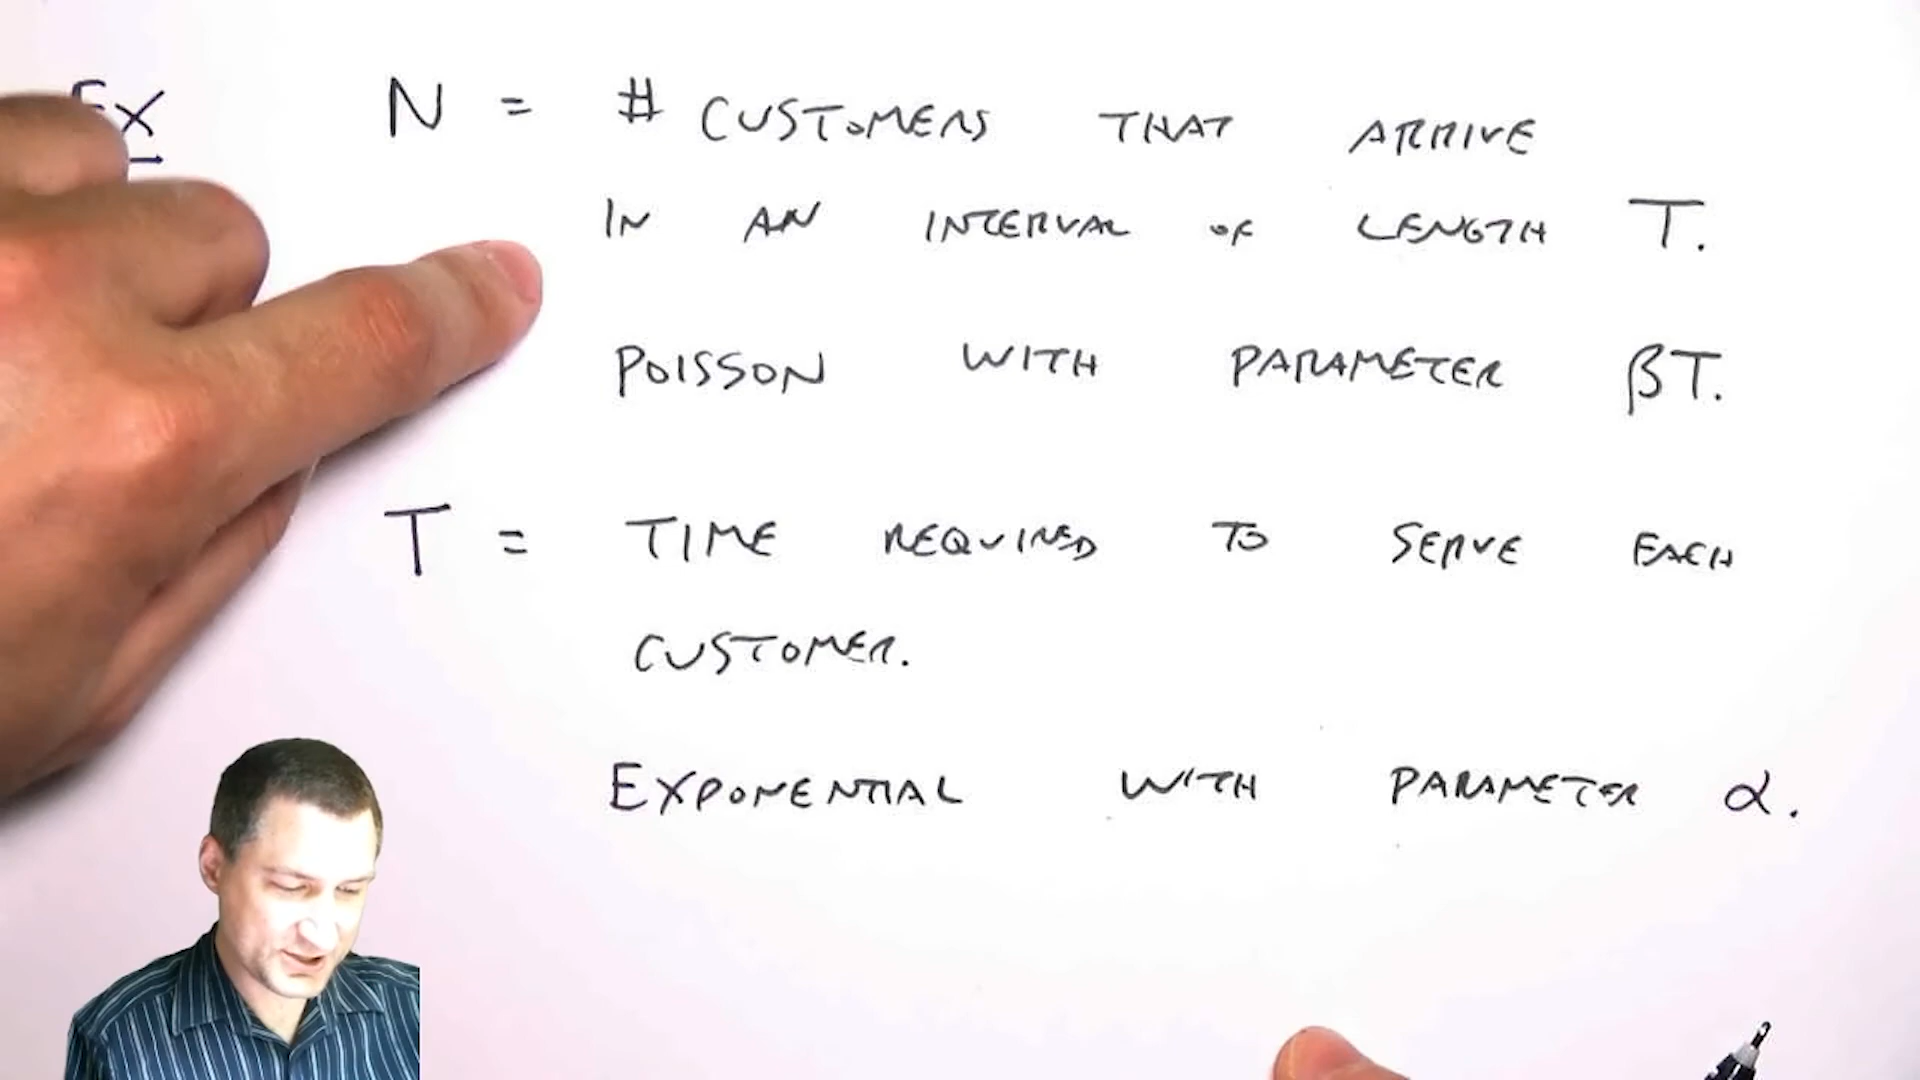 Ex
N = # CUSTOMERS THAT ARRIVE
IN AN INTERVAL OF LENGTH T.
POISSON WITH PARAMETER βT.
T = TIME REQUIRED TO SERVE EACH
CUSTOMER.
EXPONENTIAL WITH PARAMETER α.